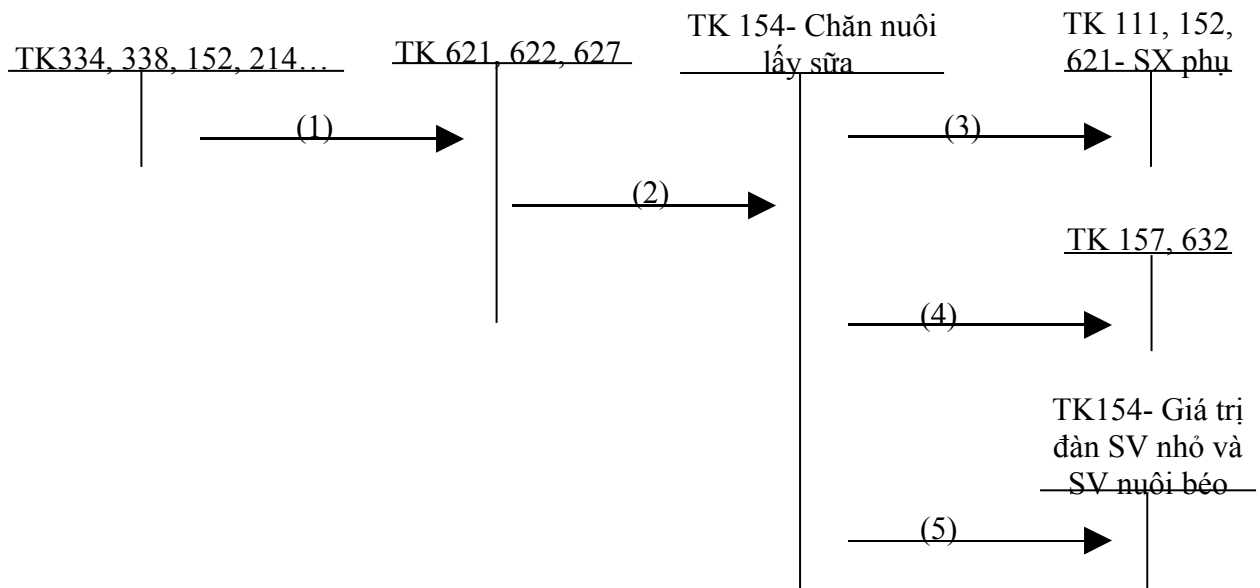 TK334, 338, 152, 214…
TK 621, 622, 627
TK 154- Chăn nuôi
lấy sữa
TK 111, 152,
621- SX phụ
(1)
(3)
(2)
TK 157, 632
(4)
TK154- Giá trị
đàn SV nhỏ và
SV nuôi béo
(5)